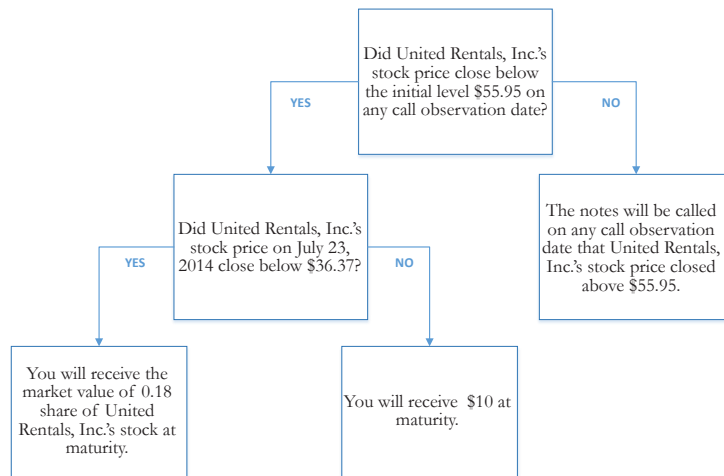 Did United Rentals, Inc.'s
stock price close below
the initial level $55.95 on
any call observation date?
YES
NO
Did United Rentals, Inc.'s
stock price on July 23,
2014 close below $36.37?
The notes will be called
on any call observation
date that United Rentals,
Inc.'s stock price closed
above $55.95.
YES
NO
You will receive the
market value of 0.18
share of United
Rentals, Inc.'s stock at
maturity.
You will receive $10 at
maturity.